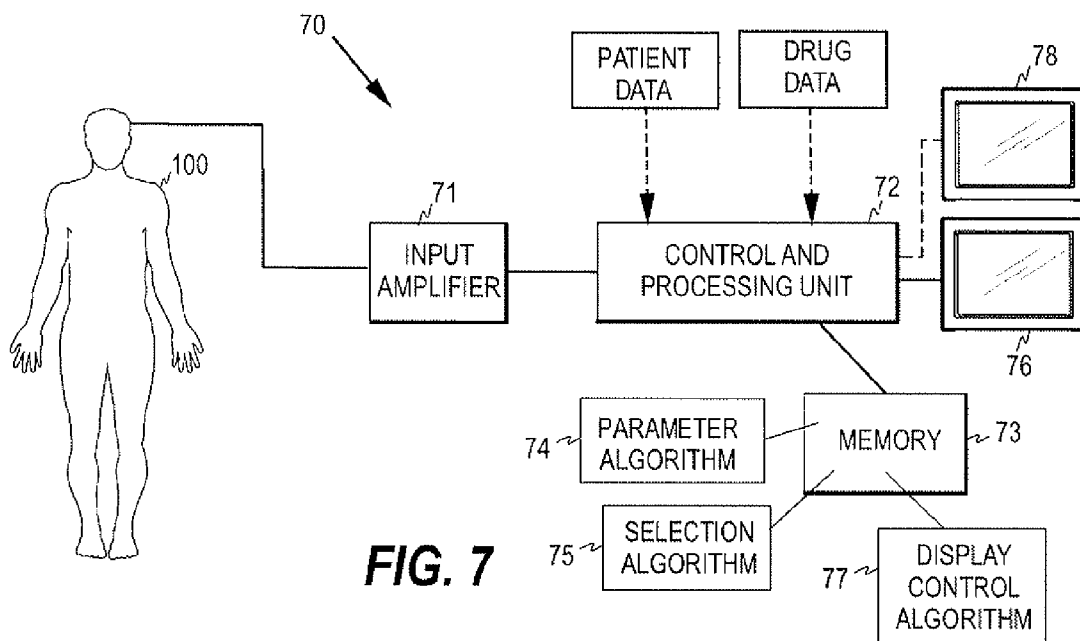 70
PATIENT
DATA
DRUG
DATA
78
100
71
INPUT
AMPLIFIER
72
CONTROL AND
PROCESSING UNIT
76
74
PARAMETER
ALGORITHM
MEMORY
73
75
SELECTION
ALGORITHM
77
DISPLAY
CONTROL
ALGORITHM
FIG. 7